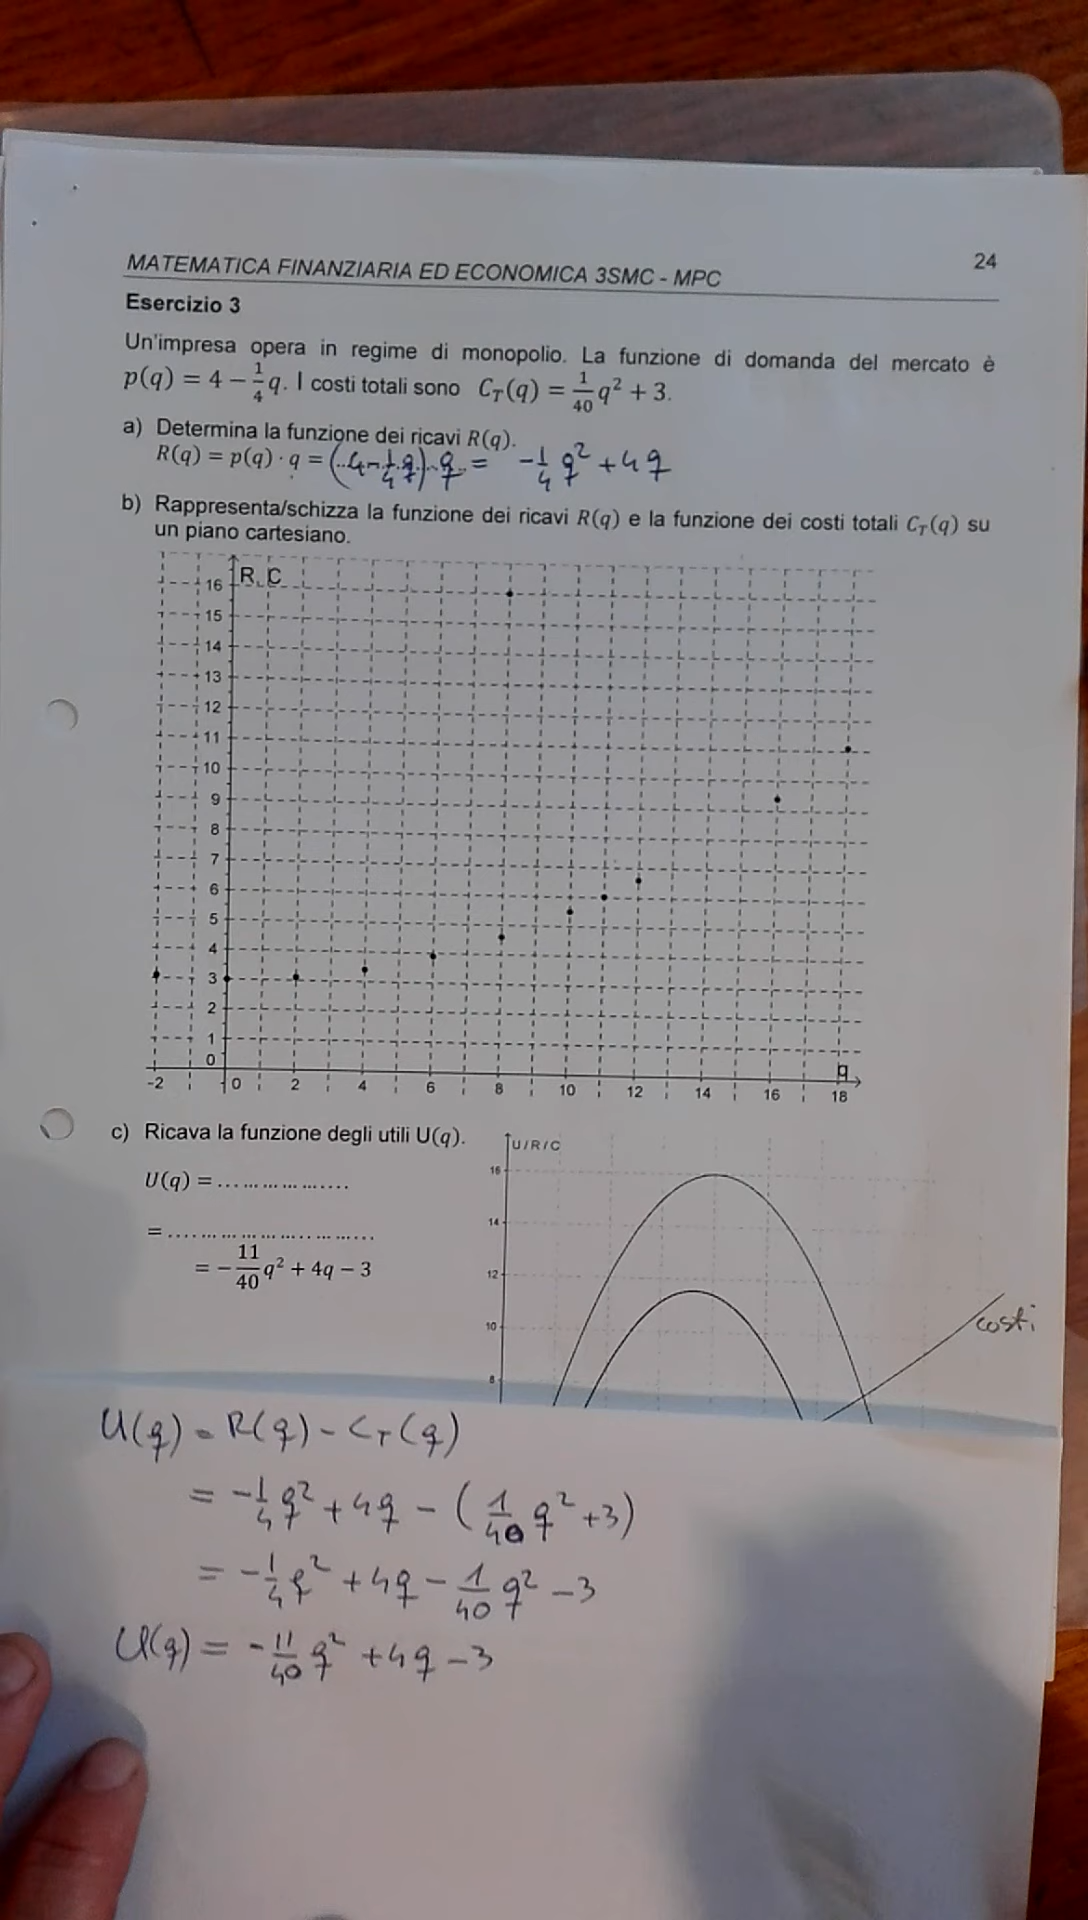 MATEMATICA FINANZIARIA ED ECONOMICA 3SMC - MPC
24
Esercizio 3
Un'impresa opera in regime di monopolio. La funzione di domanda del mercato è
p(q) = 4 − 1/4 q. I costi totali sono C_T(q) = 1/40 q² + 3.
a) Determina la funzione dei ricavi R(q).
R(q) = p(q) · q = (4 - 1/4 q) · q = -1/4 q² + 4q
b) Rappresenta/schizza la funzione dei ricavi R(q) e la funzione dei costi totali C_T(q) su
un piano cartesiano.
R, C
16
15
14
13
12
11
10
9
8
7
6
5
4
3
2
1
0
q
-2 0 2 4 6 8 10 12 14 16 18
c) Ricava la funzione degli utili U(q).
U(q) = ..................
= ..............................
= − 11/40 q² + 4q − 3
U/R/C
16
14
12
10
8
costi
U(q) = R(q) - C_T(q)
= -1/4 q² + 4q - (1/40 q² + 3)
= -1/4 q² + 4q - 1/40 q² - 3
U(q) = -11/40 q² + 4q - 3